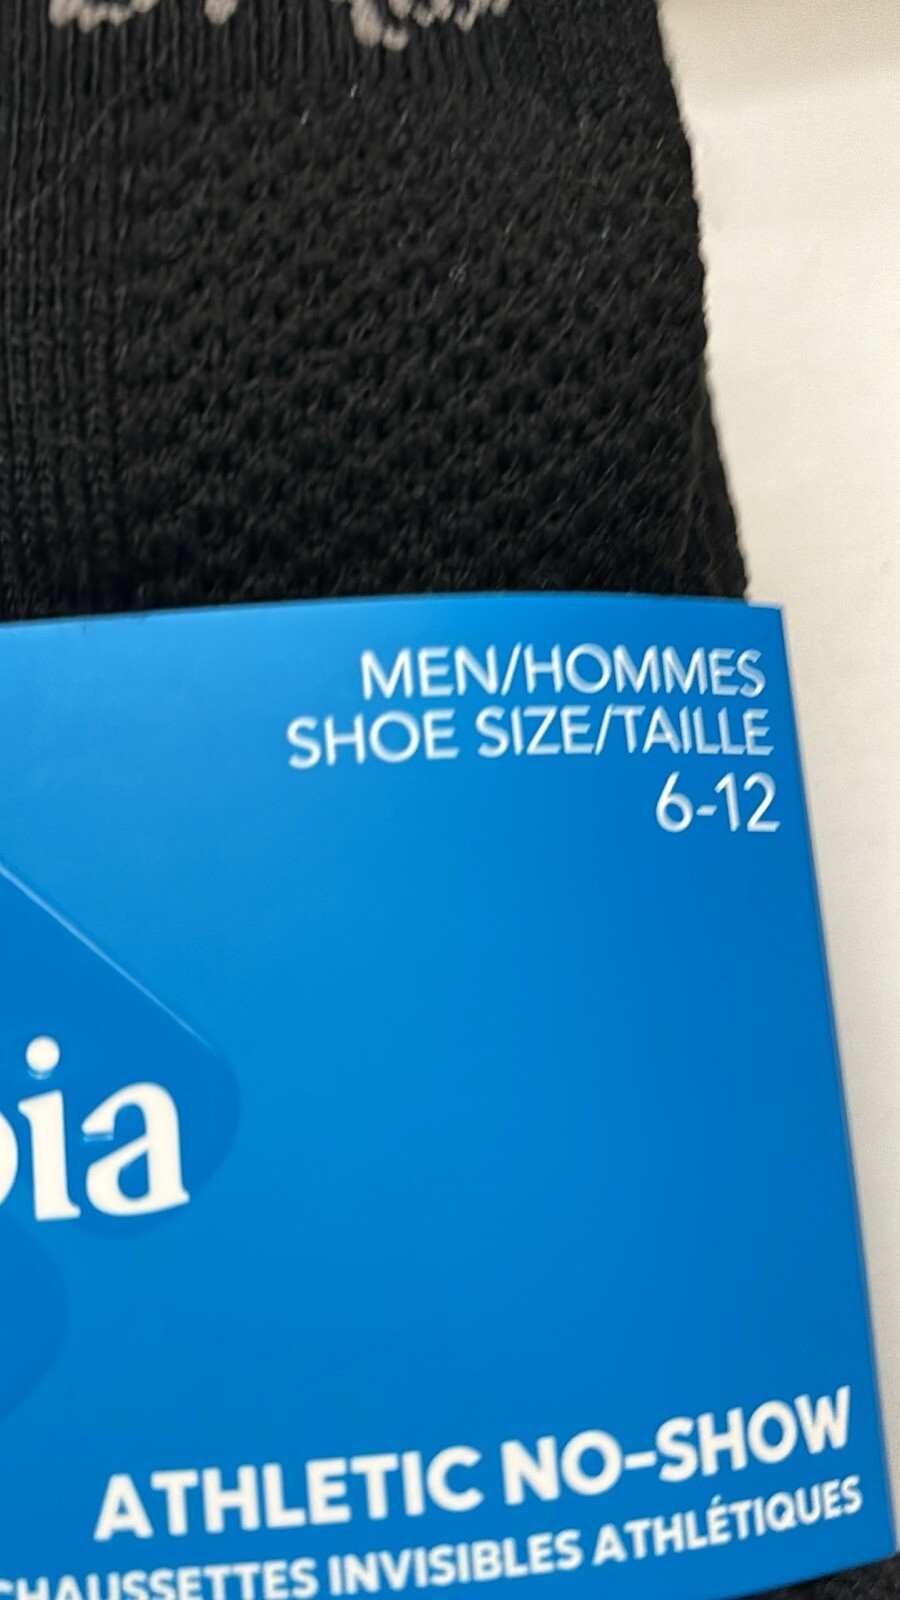 MEN/HOMMES
SHOE SIZE/TAILLE
6-12
bia
ATHLETIC NO-SHOW
CHAUSSETTES INVISIBLES ATHLÉTIQUES